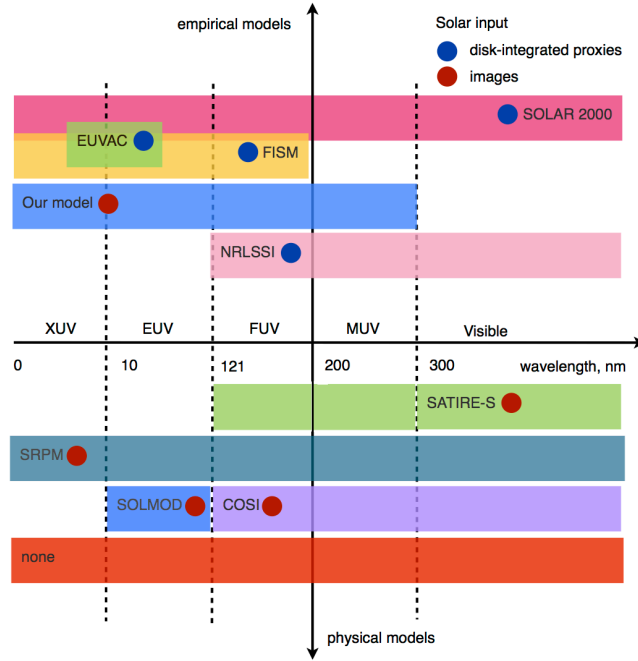 empirical models
Solar input
disk-integrated proxies
images
SOLAR 2000
EUVAC
FISM
Our model
NRLSSI
XUV EUV FUV MUV Visible
0 10 121 200 300 wavelength, nm
SATIRE-S
SRPM
SOLMOD COSI
none
physical models